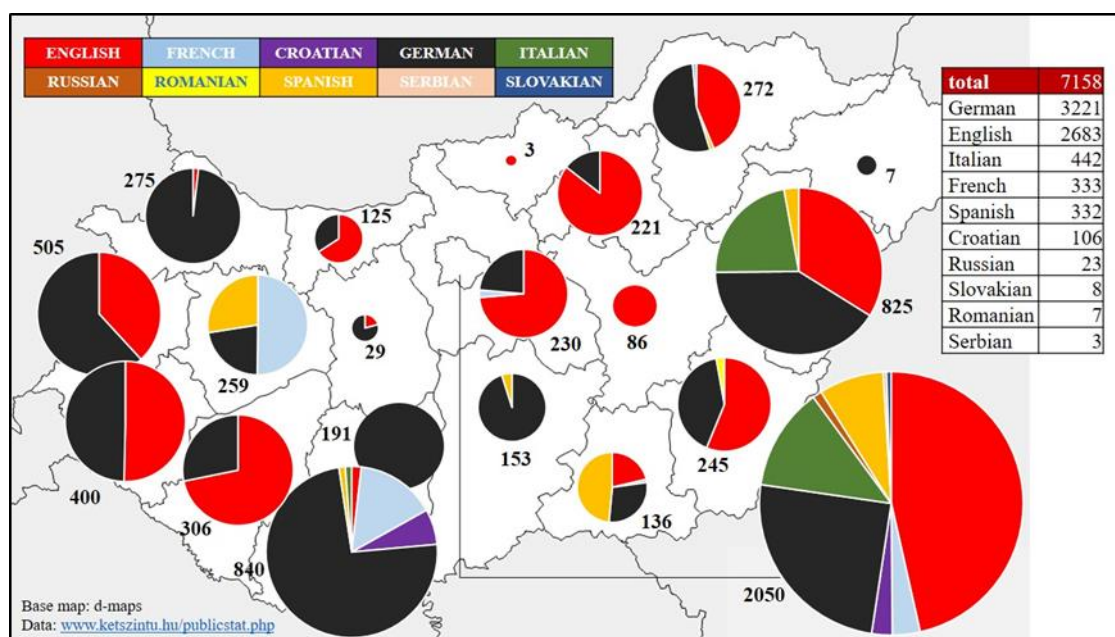 ENGLISH FRENCH CROATIAN GERMAN ITALIAN
RUSSIAN ROMANIAN SPANISH SERBIAN SLOVAKIAN
total 7158
German 3221
English 2683
Italian 442
French 333
Spanish 332
Croatian 106
Russian 23
Slovakian 8
Romanian 7
Serbian 3
272
3
7
275
125
221
505
825
259
29
230
86
191
153
245
400
306
136
840
2050
Base map: d-maps
Data: www.ketszintu.hu/publicstat.php